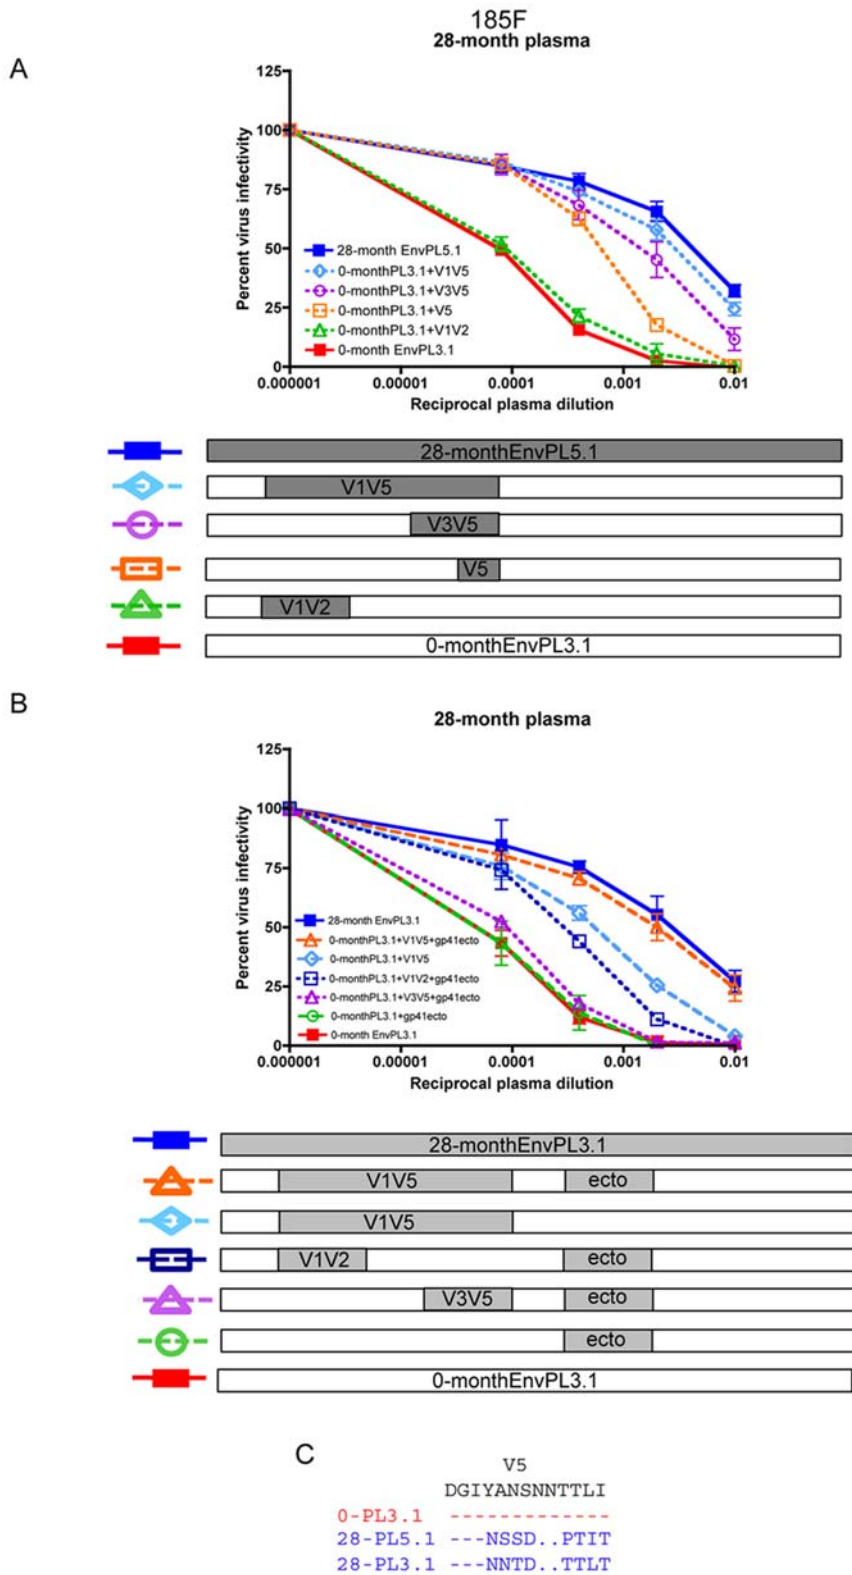 185F
28-month plasma
A
125
100
75
50
25
0
Percent virus infectivity
28-month EnvPL5.1
0-monthPL3.1+V1V5
0-monthPL3.1+V3V5
0-monthPL3.1+V5
0-monthPL3.1+V1V2
0-month EnvPL3.1
0.000001 0.00001 0.0001 0.001 0.01
Reciprocal plasma dilution
28-monthEnvPL5.1
V1V5
V3V5
V5
V1V2
0-monthEnvPL3.1
B
28-month plasma
125
100
75
50
25
0
Percent virus infectivity
28-month EnvPL3.1
0-monthPL3.1+V1V5+gp41ecto
0-monthPL3.1+V1V5
0-monthPL3.1+V1V2+gp41ecto
0-monthPL3.1+V3V5+gp41ecto
0-monthPL3.1+gp41ecto
0-month EnvPL3.1
0.000001 0.00001 0.0001 0.001 0.01
Reciprocal plasma dilution
28-monthEnvPL3.1
V1V5 ecto
V1V5
V1V2 ecto
V3V5 ecto
ecto
0-monthEnvPL3.1
C
V5
DGIYANSNNTTLI
0-PL3.1 -------------
28-PL5.1 ---NSSD..PTIT
28-PL3.1 ---NNTD..TTLT